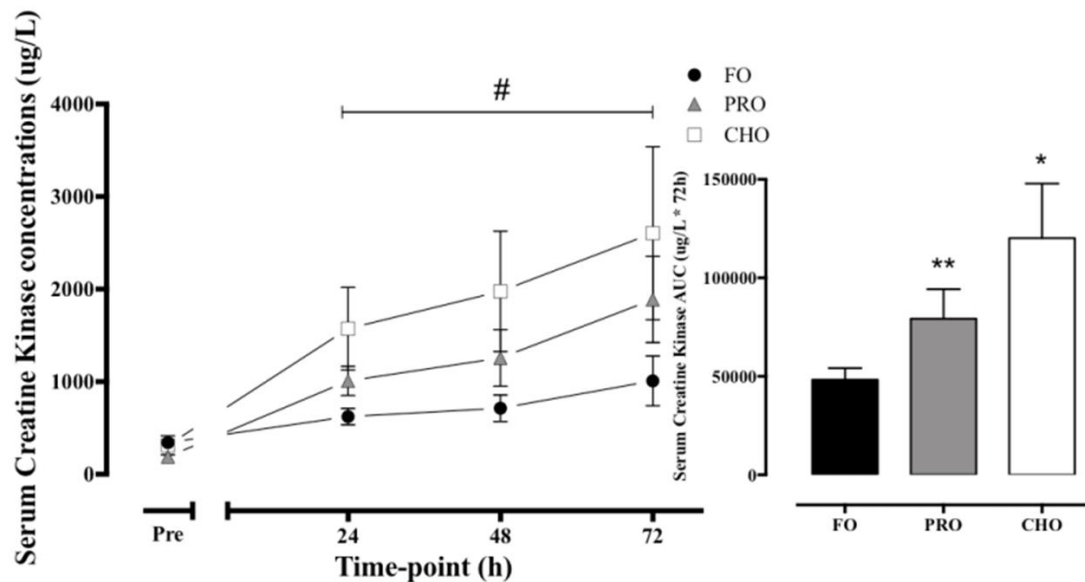 Serum Creatine Kinase concentrations (ug/L)
4000
3000
2000
1000
0
#
FO
PRO
CHO
Pre
24
48
72
Time-point (h)
Serum Creatine Kinase AUC (ug/L * 72h)
150000
100000
50000
0
**
*
FO
PRO
CHO